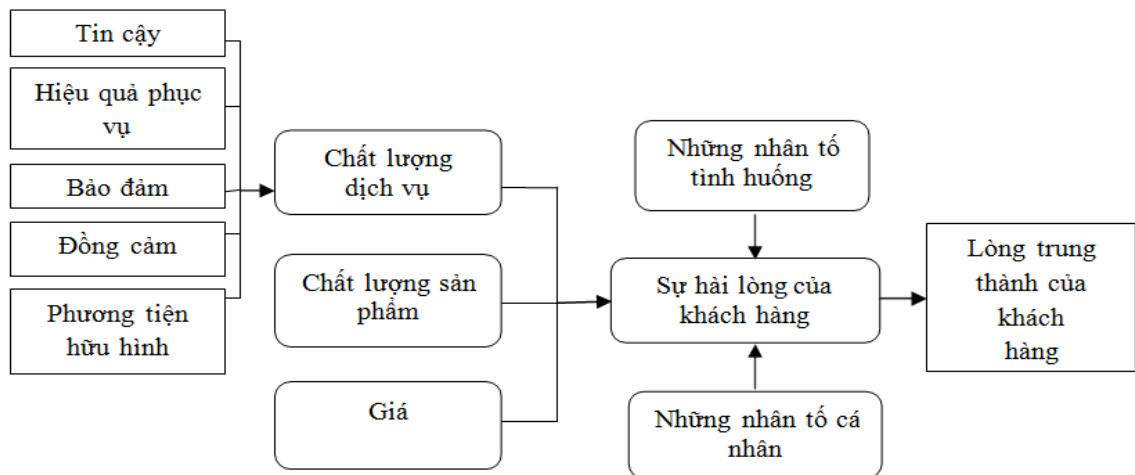 Tin cậy
Hiệu quả phục
vụ
Bảo đảm
Đồng cảm
Phương tiện
hữu hình
Chất lượng
dịch vụ
Chất lượng sản
phẩm
Giá
Những nhân tố
tình huống
Sự hài lòng của
khách hàng
Những nhân tố cá
nhân
Lòng trung
thành của
khách
hàng